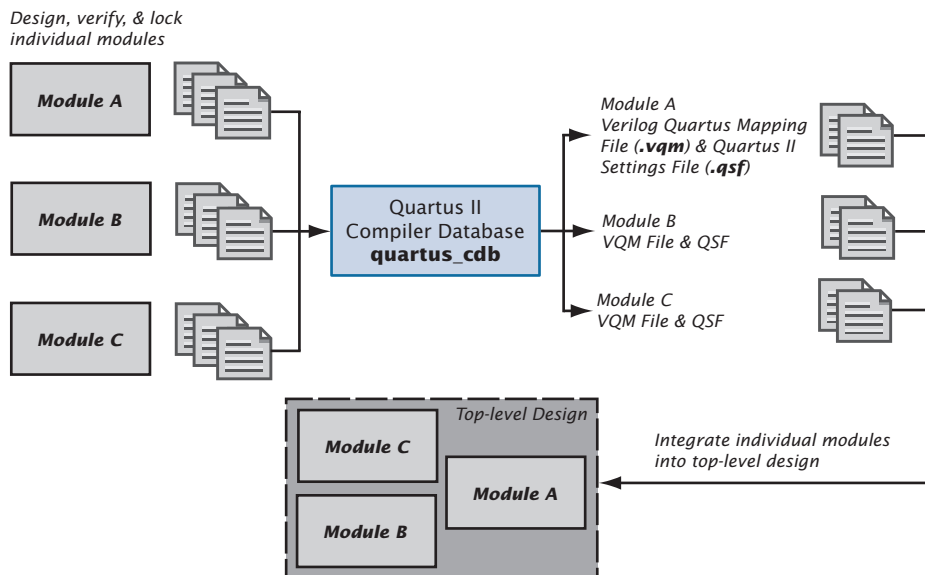 Design, verify, & lock
individual modules
Module A
Module B
Module C
Quartus II
Compiler Database
quartus_cdb
Module A
Verilog Quartus Mapping
File (.vqm) & Quartus II
Settings File (.qsf)
Module B
VQM File & QSF
Module C
VQM File & QSF
Top-level Design
Module C
Module A
Module B
Integrate individual modules
into top-level design